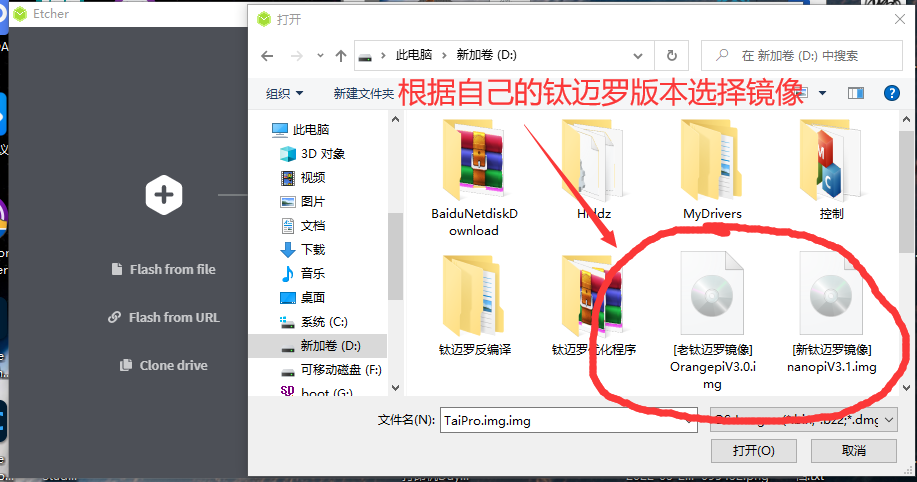 Etcher
打开
此电脑
新加卷 (D:)
在 新加卷 (D:) 中搜索
组织
新建文件夹
根据自己的钛迈罗版本选择镜像
此电脑
3D 对象
视频
图片
文档
下载
音乐
桌面
系统 (C:)
新加卷 (D:)
可移动磁盘 (F:)
boot (G:)
BaiduNetdiskD
ownload
MyDrivers
控制
钛迈罗反编译
钛迈罗优化程序
[老钛迈罗镜像]
OrangepiV3.0.i
mg
[新钛迈罗镜像]
nanopiV3.1.img
Flash from file
Flash from URL
Clone drive
文件名(N):
TaiPro.img.img
打开(O)
取消